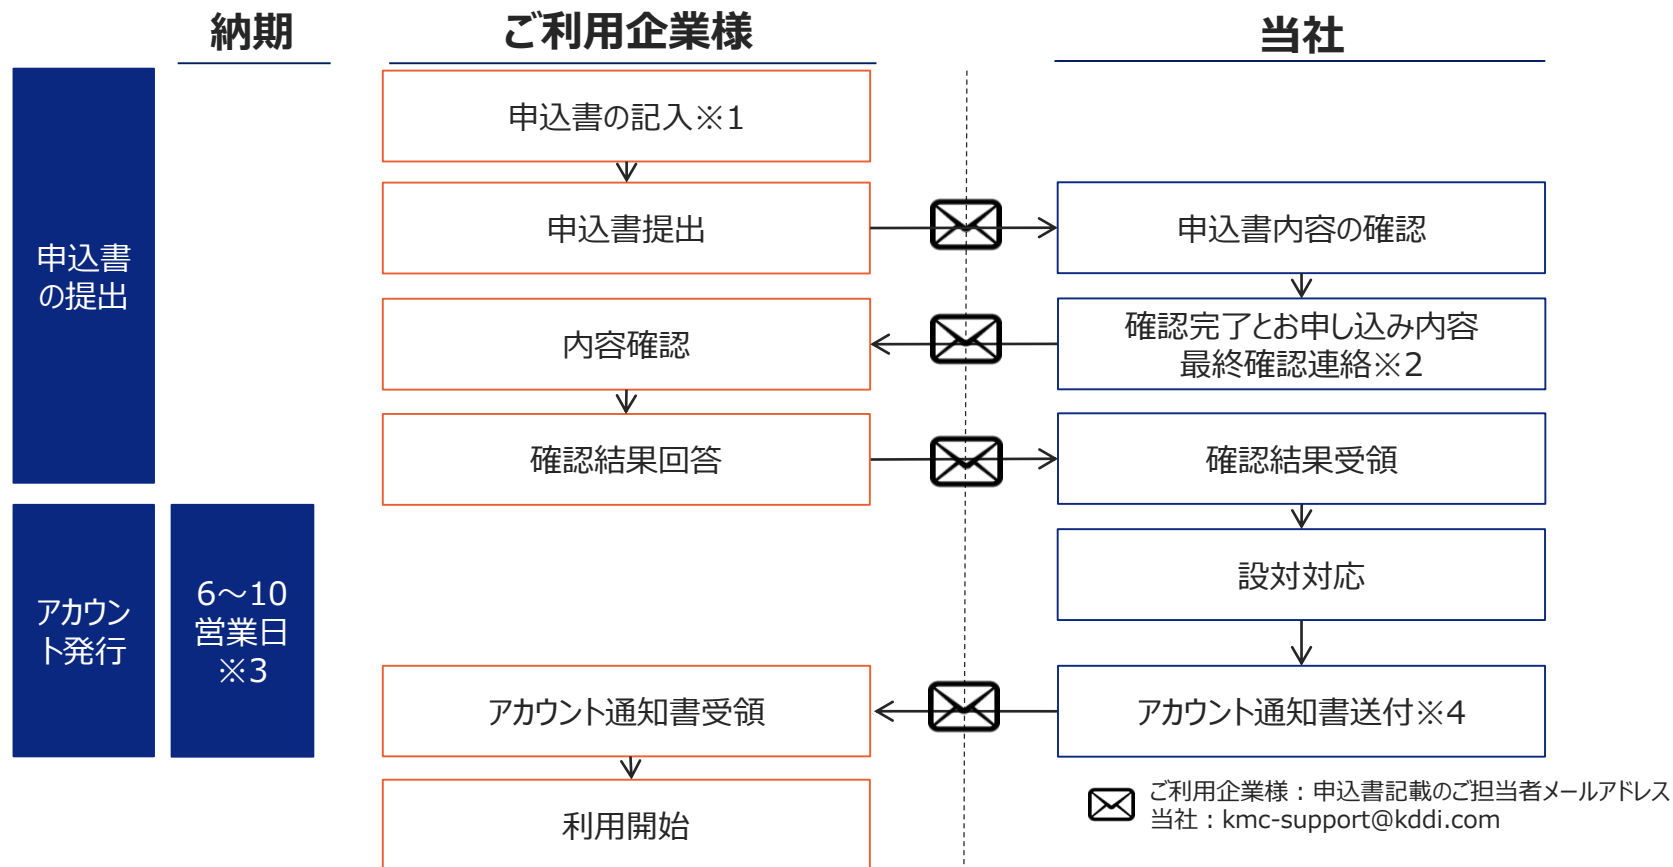 納期
ご利用企業様
当社
申込書
の提出
申込書の記入※1
申込書提出
申込書内容の確認
内容確認
確認完了とお申し込み内容
最終確認連絡※2
確認結果回答
確認結果受領
アカウン
ト発行
6～10
営業日
※3
設対対応
アカウント通知書受領
アカウント通知書送付※4
利用開始
ご利用企業様：申込書記載のご担当者メールアドレス
当社：kmc-support@kddi.com